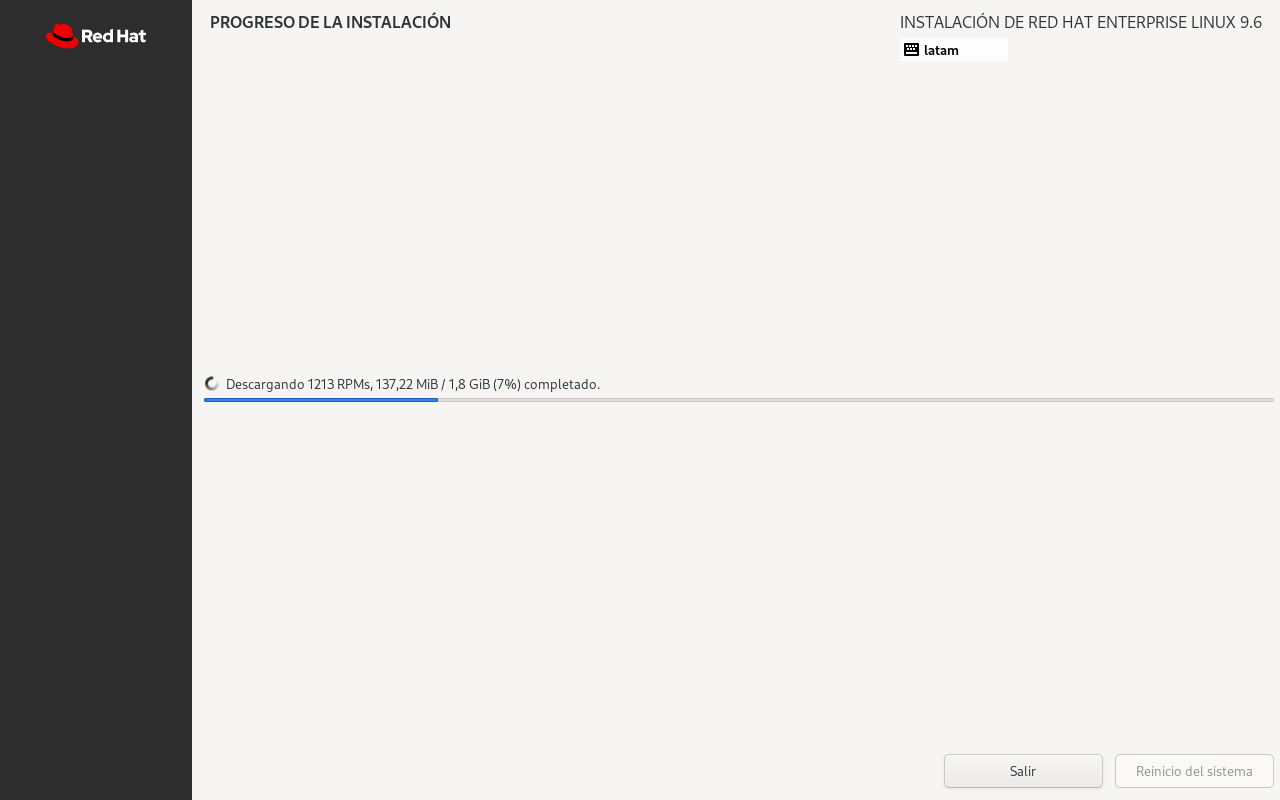 Red Hat
PROGRESO DE LA INSTALACIÓN
INSTALACIÓN DE RED HAT ENTERPRISE LINUX 9.6
latam
Descargando 1213 RPMs, 137,22 MiB / 1,8 GiB (7%) completado.
Salir
Reinicio del sistema